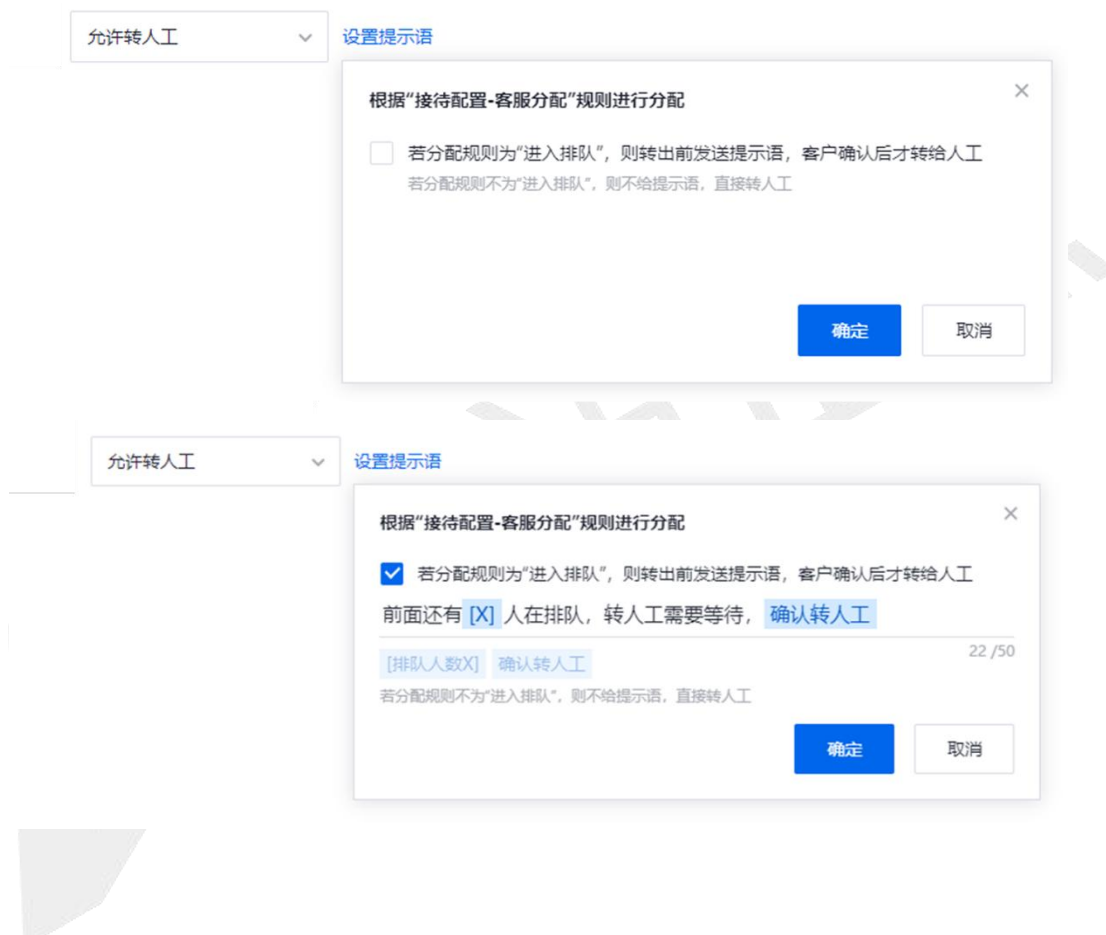 允许转人工
设置提示语
根据“接待配置-客服分配”规则进行分配
若分配规则为“进入排队”，则转出前发送提示语，客户确认后才转给人工
若分配规则不为“进入排队”，则不给提示语，直接转人工
确定 取消
允许转人工
设置提示语
根据“接待配置-客服分配”规则进行分配
若分配规则为“进入排队”，则转出前发送提示语，客户确认后才转给人工
前面还有 [X] 人在排队，转人工需要等待， 确认转人工
[排队人数X] 确认转人工 22 /50
若分配规则不为“进入排队”，则不给提示语，直接转人工
确定 取消